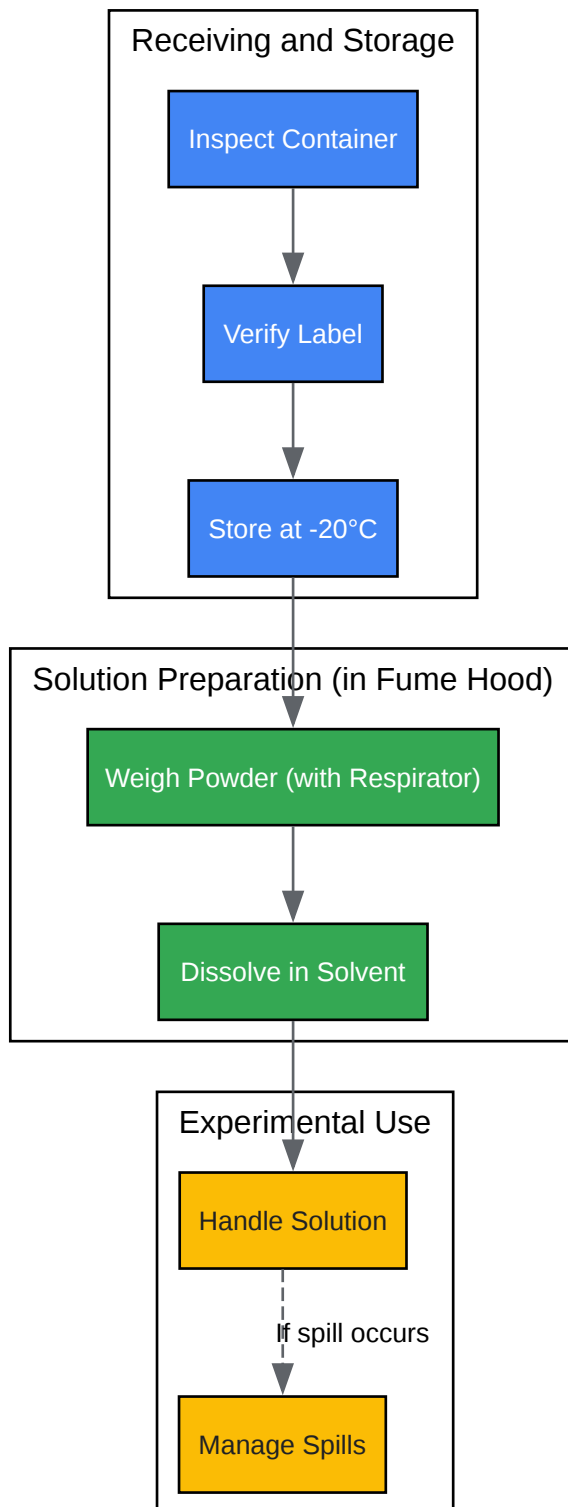 Receiving and Storage
Inspect Container
Verify Label
Store at -20°C
Solution Preparation (in Fume Hood)
Weigh Powder (with Respirator)
Dissolve in Solvent
Experimental Use
Handle Solution
If spill occurs
Manage Spills